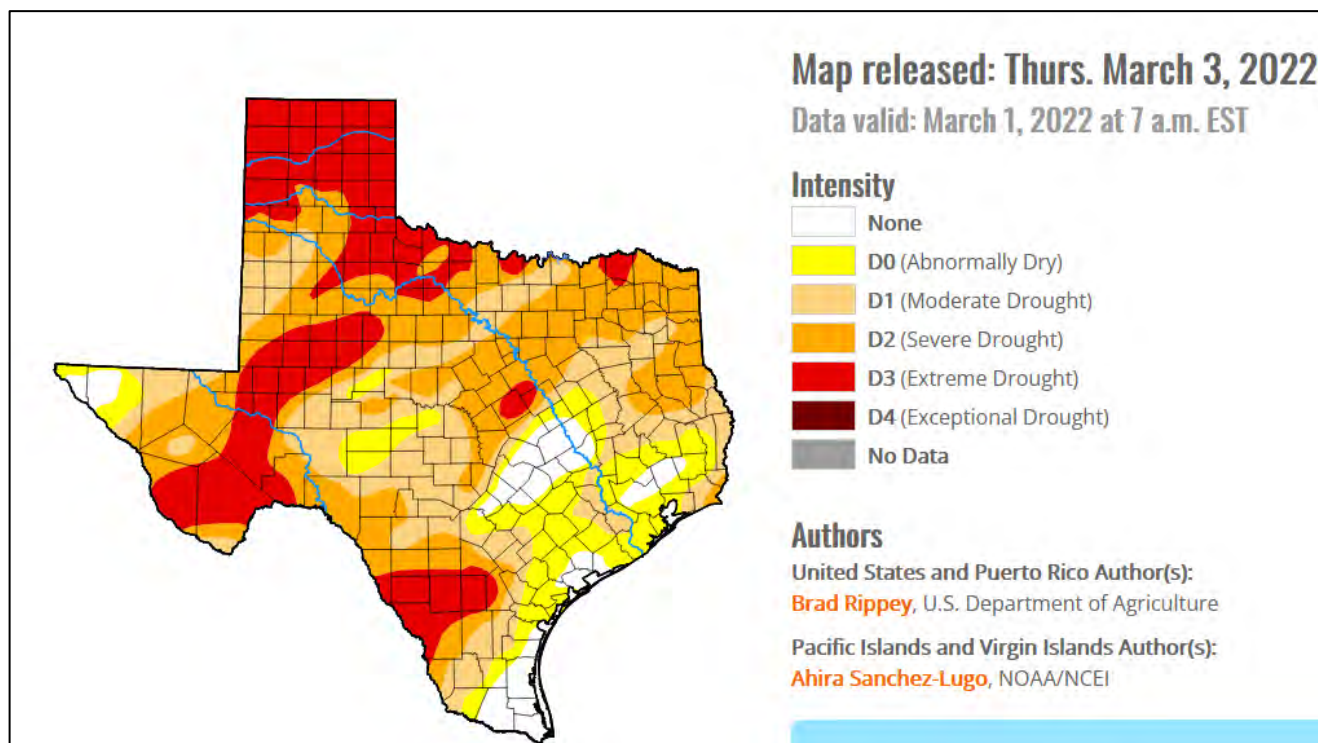 Map released: Thurs. March 3, 2022
Data valid: March 1, 2022 at 7 a.m. EST
Intensity
None
D0 (Abnormally Dry)
D1 (Moderate Drought)
D2 (Severe Drought)
D3 (Extreme Drought)
D4 (Exceptional Drought)
No Data
Authors
United States and Puerto Rico Author(s):
Brad Rippey, U.S. Department of Agriculture
Pacific Islands and Virgin Islands Author(s):
Ahira Sanchez-Lugo, NOAA/NCEI